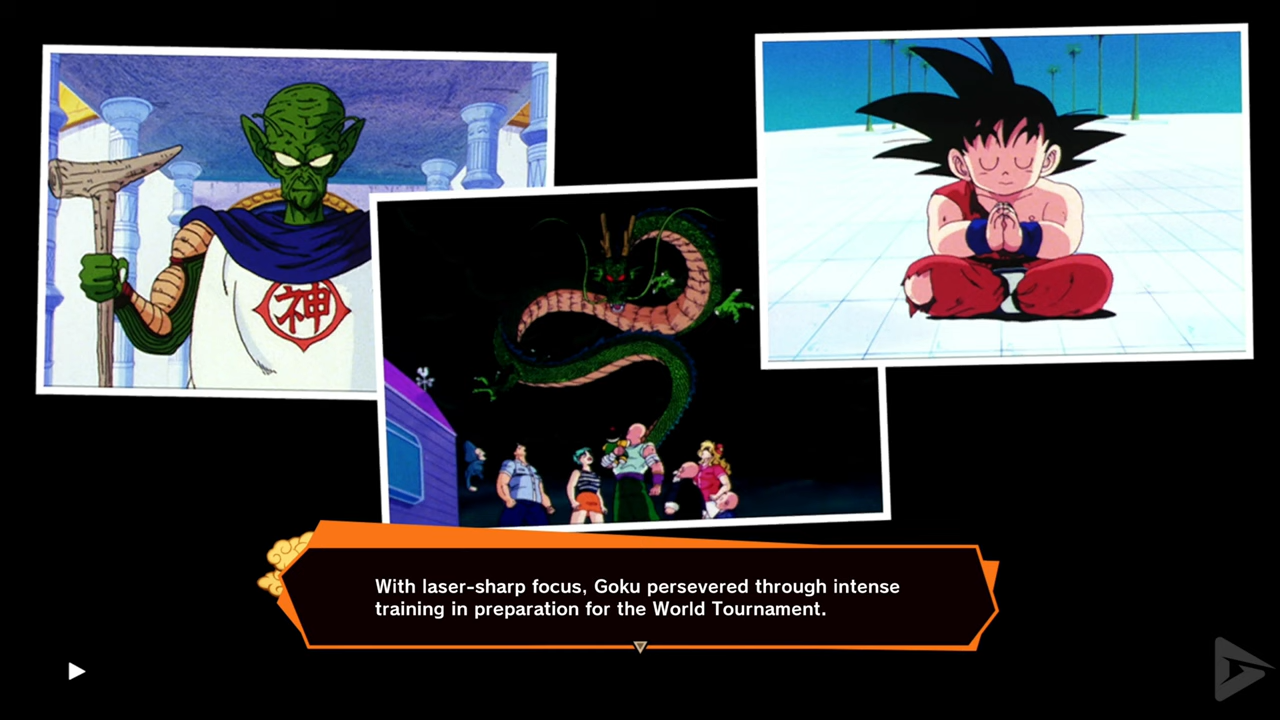 神
With laser-sharp focus, Goku persevered through intense
training in preparation for the World Tournament.